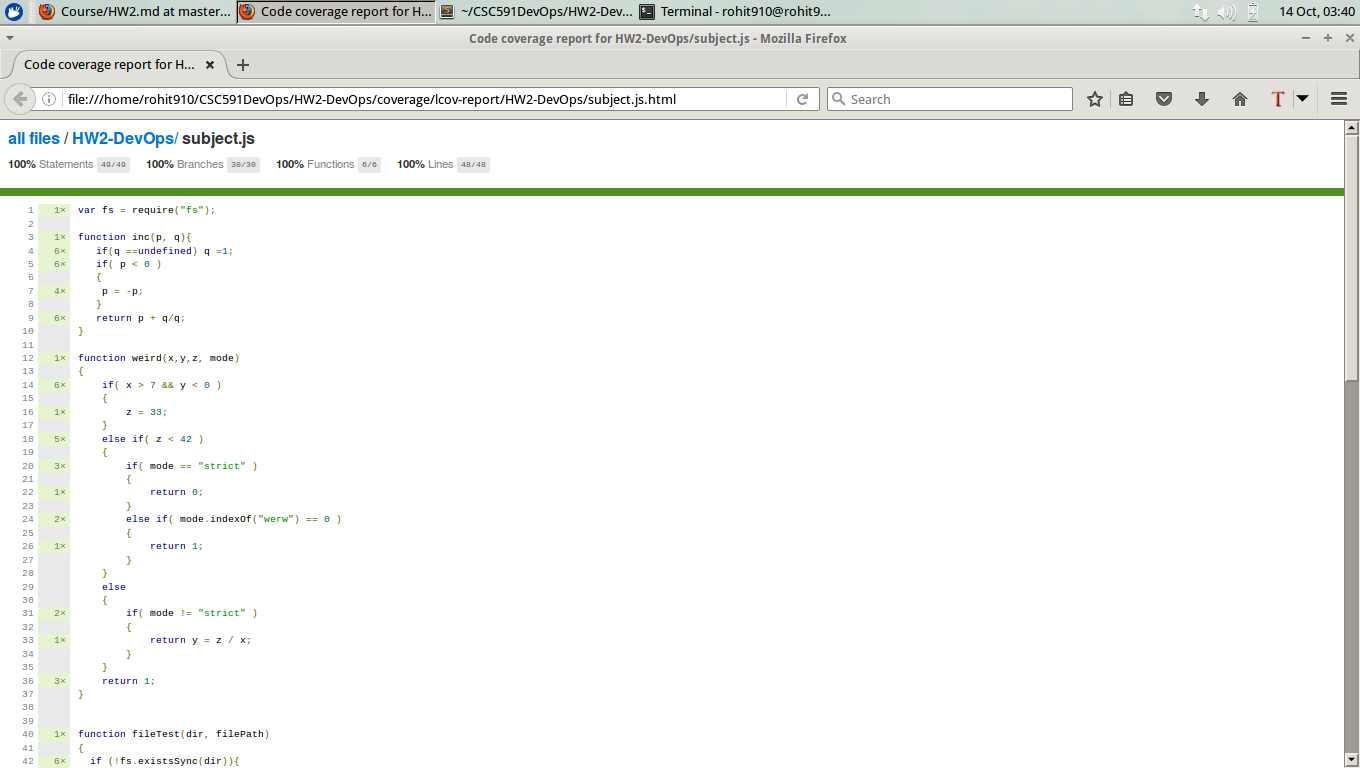 Course/HW2.md at master... Code coverage report for H... ~/CSC591DevOps/HW2-Dev... Terminal - rohit910@rohit9... 14 Oct, 03:40
Code coverage report for HW2-DevOps/subject.js - Mozilla Firefox
Code coverage report for H... × +
file:///home/rohit910/CSC591DevOps/HW2-DevOps/coverage/lcov-report/HW2-DevOps/subject.js.html Search T
all files / HW2-DevOps/ subject.js
100% Statements 49/49 100% Branches 30/30 100% Functions 6/6 100% Lines 48/48
1 1× var fs = require("fs");
2
3 1× function inc(p, q){
4 6× if(q ==undefined) q =1;
5 6× if( p < 0 )
6 {
7 4× p = -p;
8 }
9 6× return p + q/q;
10 }
11
12 1× function weird(x,y,z, mode)
13 {
14 6× if( x > 7 && y < 0 )
15 {
16 1× z = 33;
17 }
18 5× else if( z < 42 )
19 {
20 3× if( mode == "strict" )
21 {
22 1× return 0;
23 }
24 2× else if( mode.indexOf("werw") == 0 )
25 {
26 1× return 1;
27 }
28 }
29 else
30 {
31 2× if( mode != "strict" )
32 {
33 1× return y = z / x;
34 }
35 }
36 3× return 1;
37 }
38
39
40 1× function fileTest(dir, filePath)
41 {
42 6× if (!fs.existsSync(dir)){